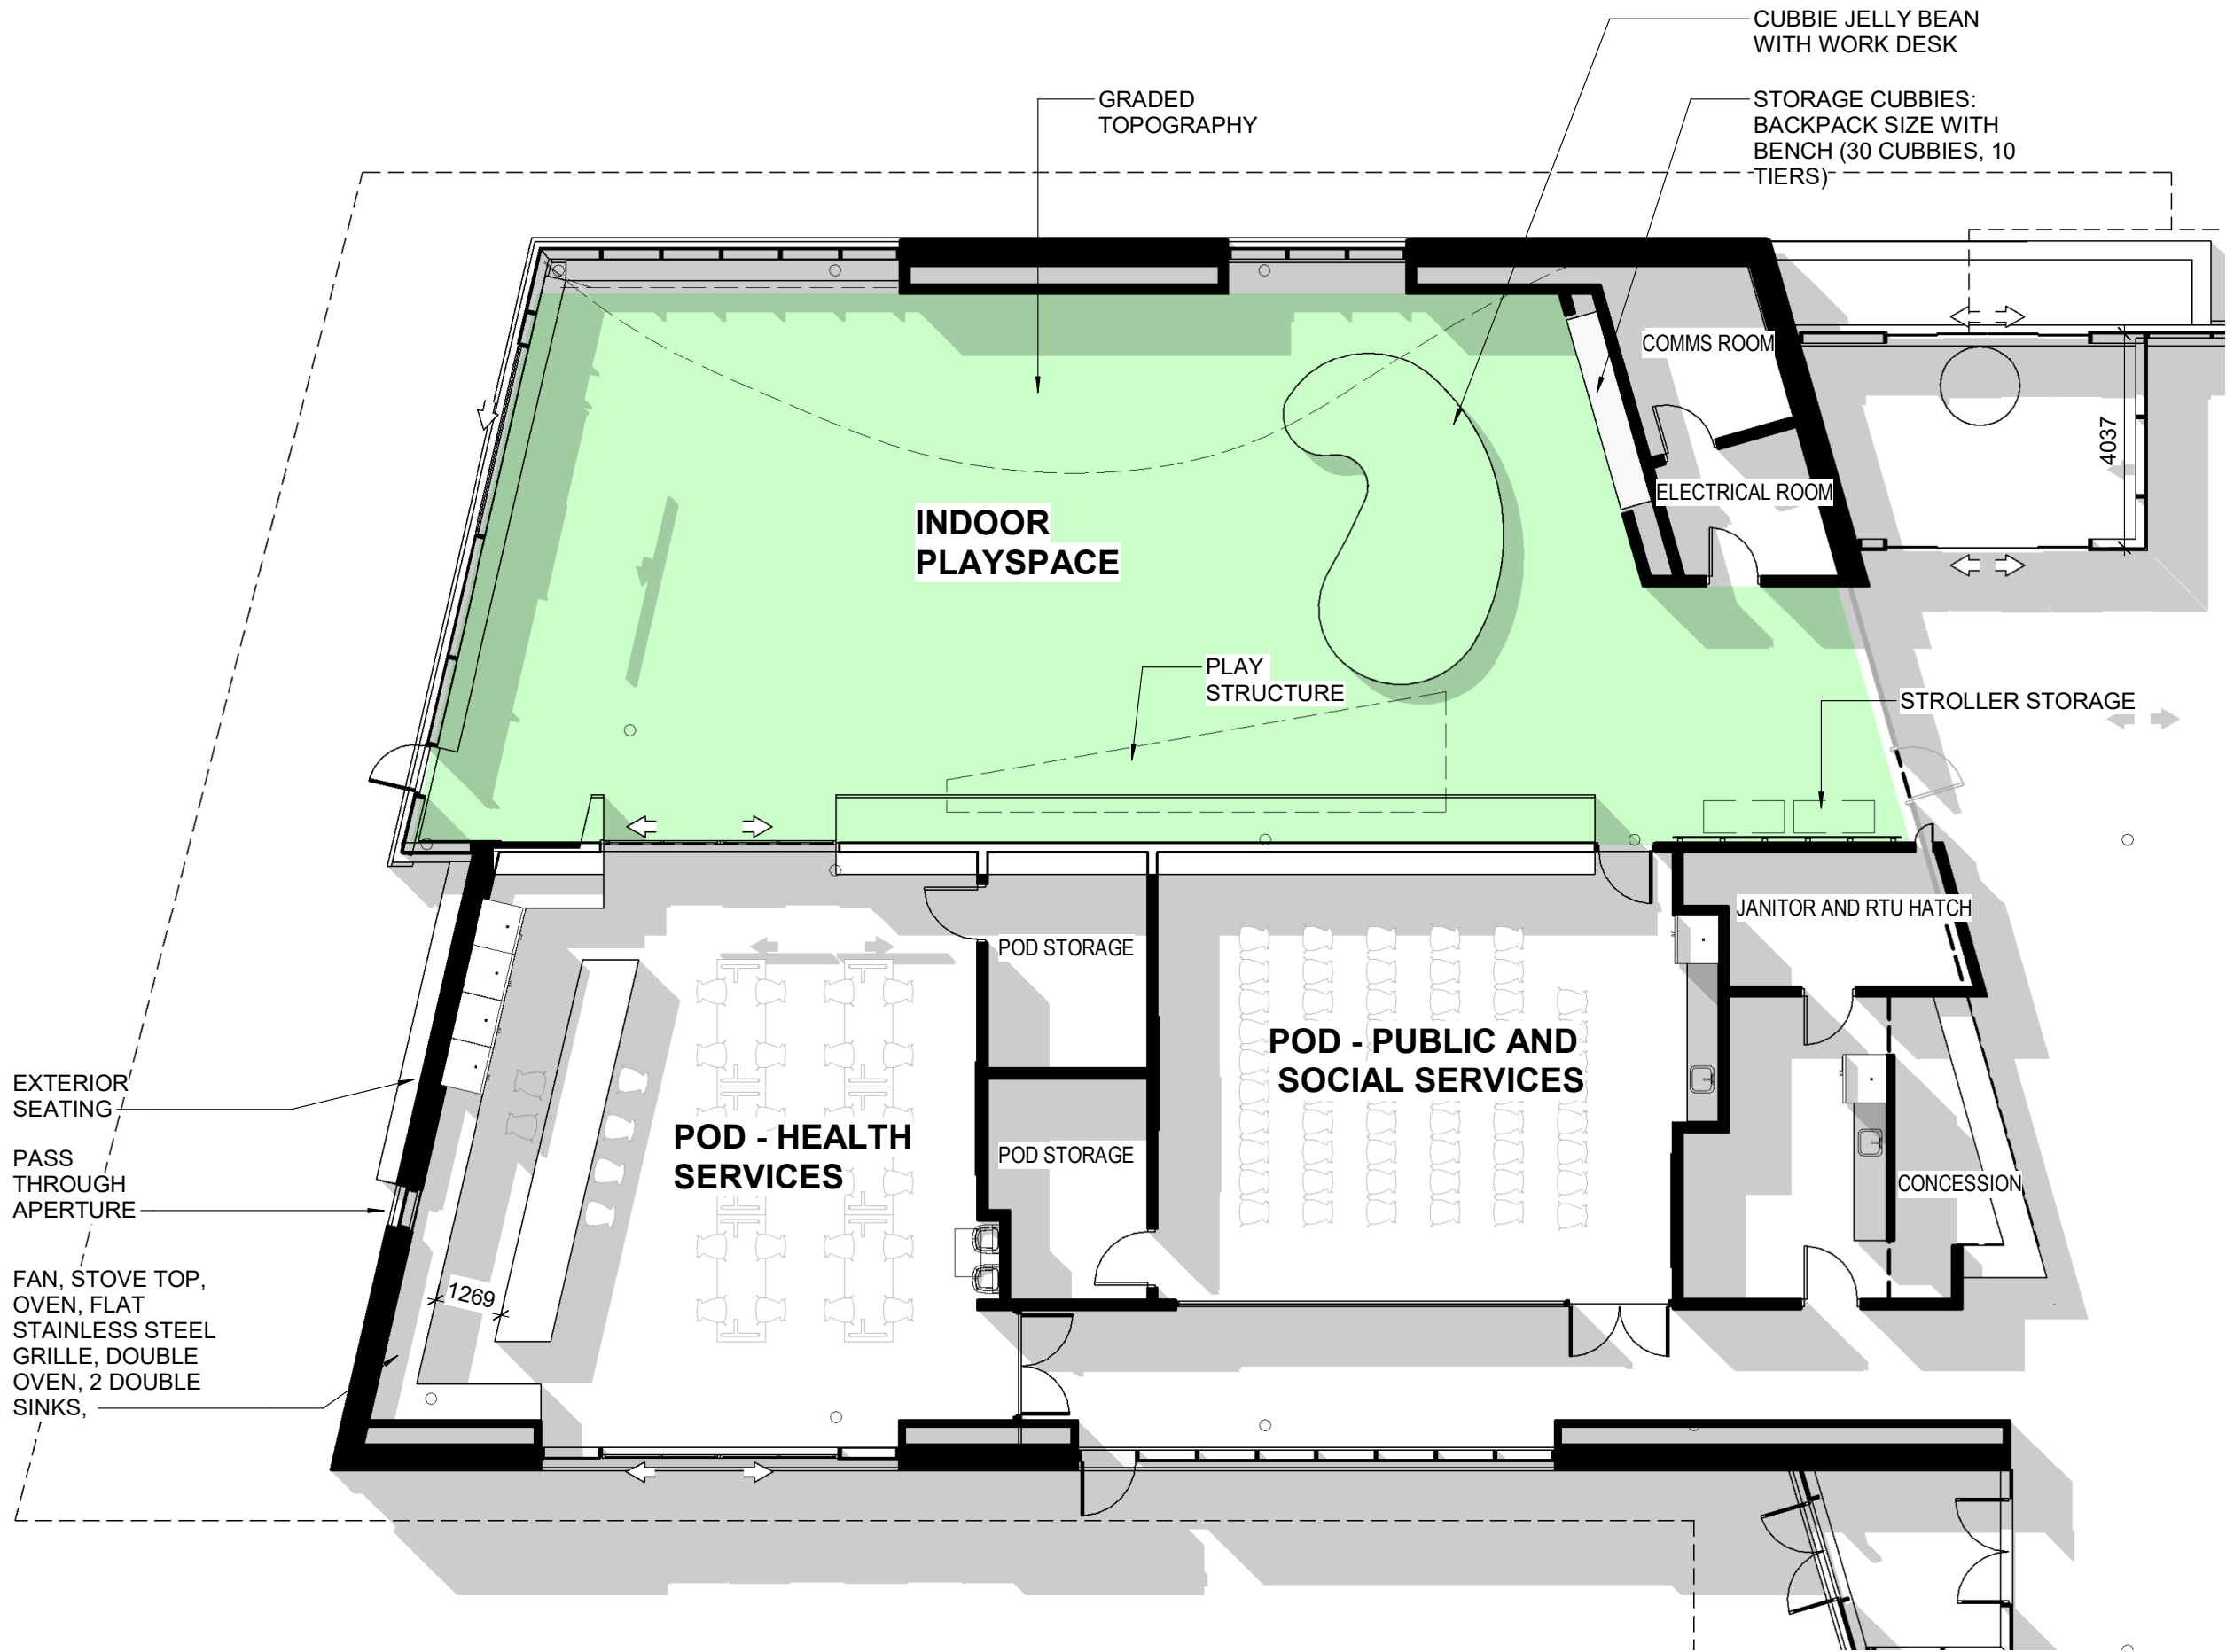 CUBBIE JELLY BEAN
WITH WORK DESK
GRADED
TOPOGRAPHY
STORAGE CUBBIES:
BACKPACK SIZE WITH
BENCH (30 CUBBIES, 10
TIERS)
COMMS ROOM
4037
ELECTRICAL ROOM
INDOOR
PLAYSPACE
PLAY
STRUCTURE
STROLLER STORAGE
JANITOR AND RTU HATCH
POD STORAGE
POD - PUBLIC AND
SOCIAL SERVICES
EXTERIOR
SEATING
POD - HEALTH
SERVICES
POD STORAGE
PASS
THROUGH
APERTURE
CONCESSION
FAN, STOVE TOP,
OVEN, FLAT
STAINLESS STEEL
GRILLE, DOUBLE
OVEN, 2 DOUBLE
SINKS,
1269